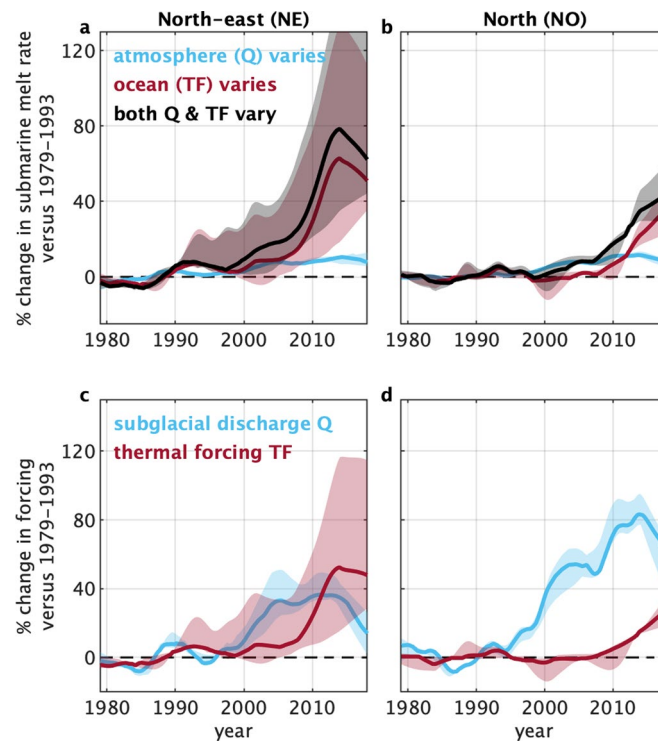 North-east (NE)
North (NO)
a
b
atmosphere (Q) varies
ocean (TF) varies
both Q & TF vary
% change in submarine melt rate
versus 1979–1993
120
80
40
0
1980 1990 2000 2010
1980 1990 2000 2010
c
d
subglacial discharge Q
thermal forcing TF
% change in forcing
versus 1979–1993
120
80
40
0
1980 1990 2000 2010
1980 1990 2000 2010
year
year